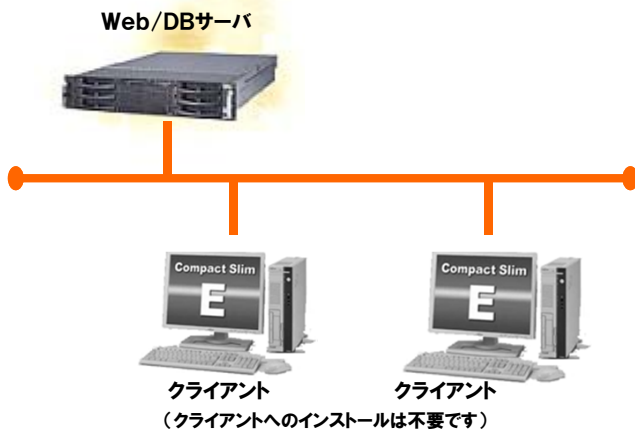 Web/DBサーバ
Compact Slim
E
Compact Slim
E
クライアント
クライアント
（クライアントへのインストールは不要です）